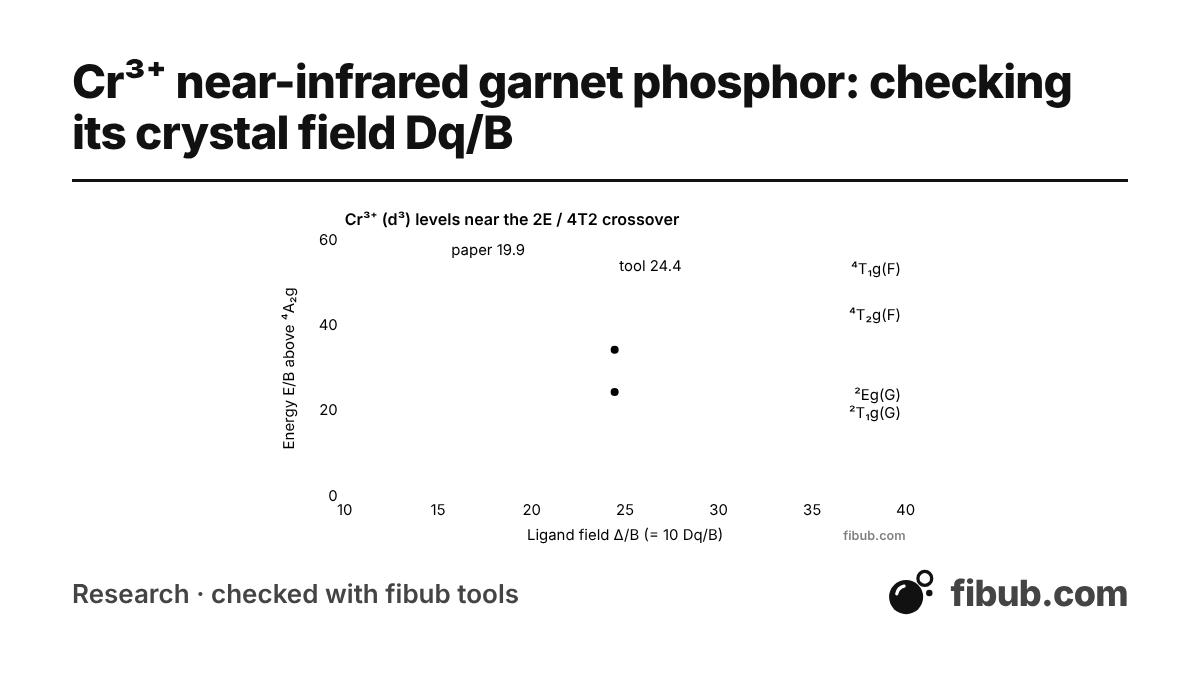 Cr³⁺ near-infrared garnet phosphor: checking
its crystal field Dq/B
Cr³⁺ (d³) levels near the 2E / 4T2 crossover
paper 19.9
tool 24.4
60
40
20
0
Energy E/B above ⁴A₂g
⁴T₁g(F)
⁴T₂g(F)
²Eg(G)
²T₁g(G)
10 15 20 25 30 35 40
Ligand field Δ/B (= 10 Dq/B)
fibub.com
Research · checked with fibub tools
fibub.com